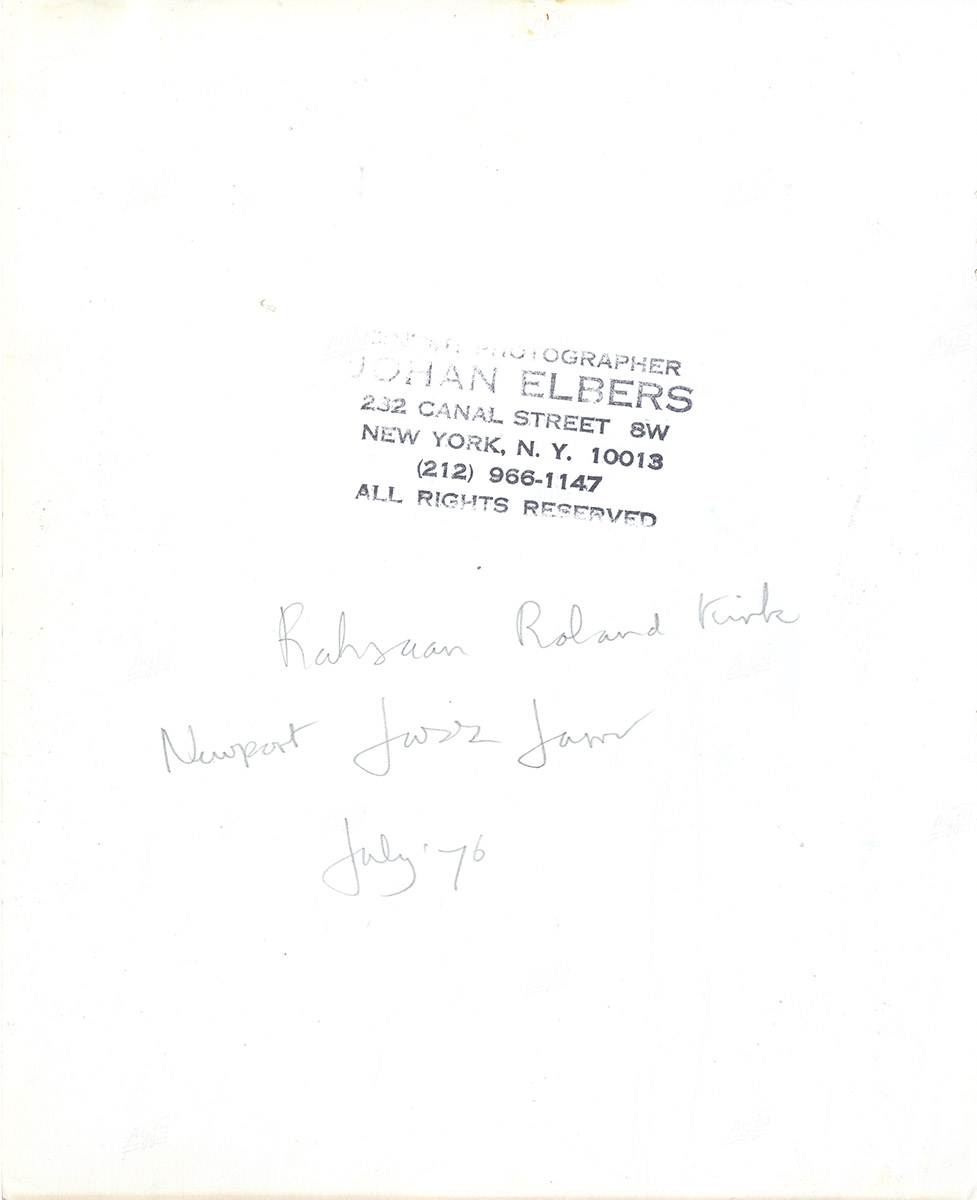 PHOTOGRAPHER
JOHAN ELBERS
232 CANAL STREET 8W
NEW YORK, N. Y. 10013
(212) 966-1147
ALL RIGHTS RESERVED
Rahsaan Roland Kirk
Newport Jazz
July '76